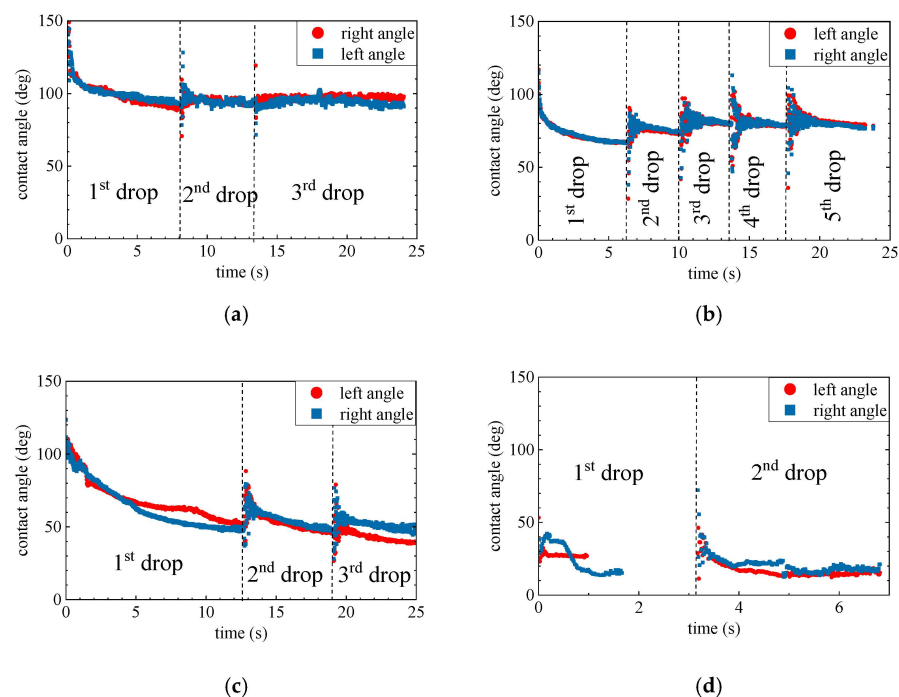 150
100
50
0
contact angle (deg)
right angle
left angle
1st drop
2nd drop
3rd drop
0 5 10 15 20 25
time (s)
(a)
150
100
50
0
contact angle (deg)
left angle
right angle
1st drop
2nd drop
3rd drop
4th drop
5th drop
0 5 10 15 20 25
time (s)
(b)
150
100
50
0
contact angle (deg)
left angle
right angle
1st drop
2nd drop
3rd drop
0 5 10 15 20 25
time (s)
(c)
150
100
50
0
contact angle (deg)
left angle
right angle
1st drop
2nd drop
0 2 4 6
time (s)
(d)